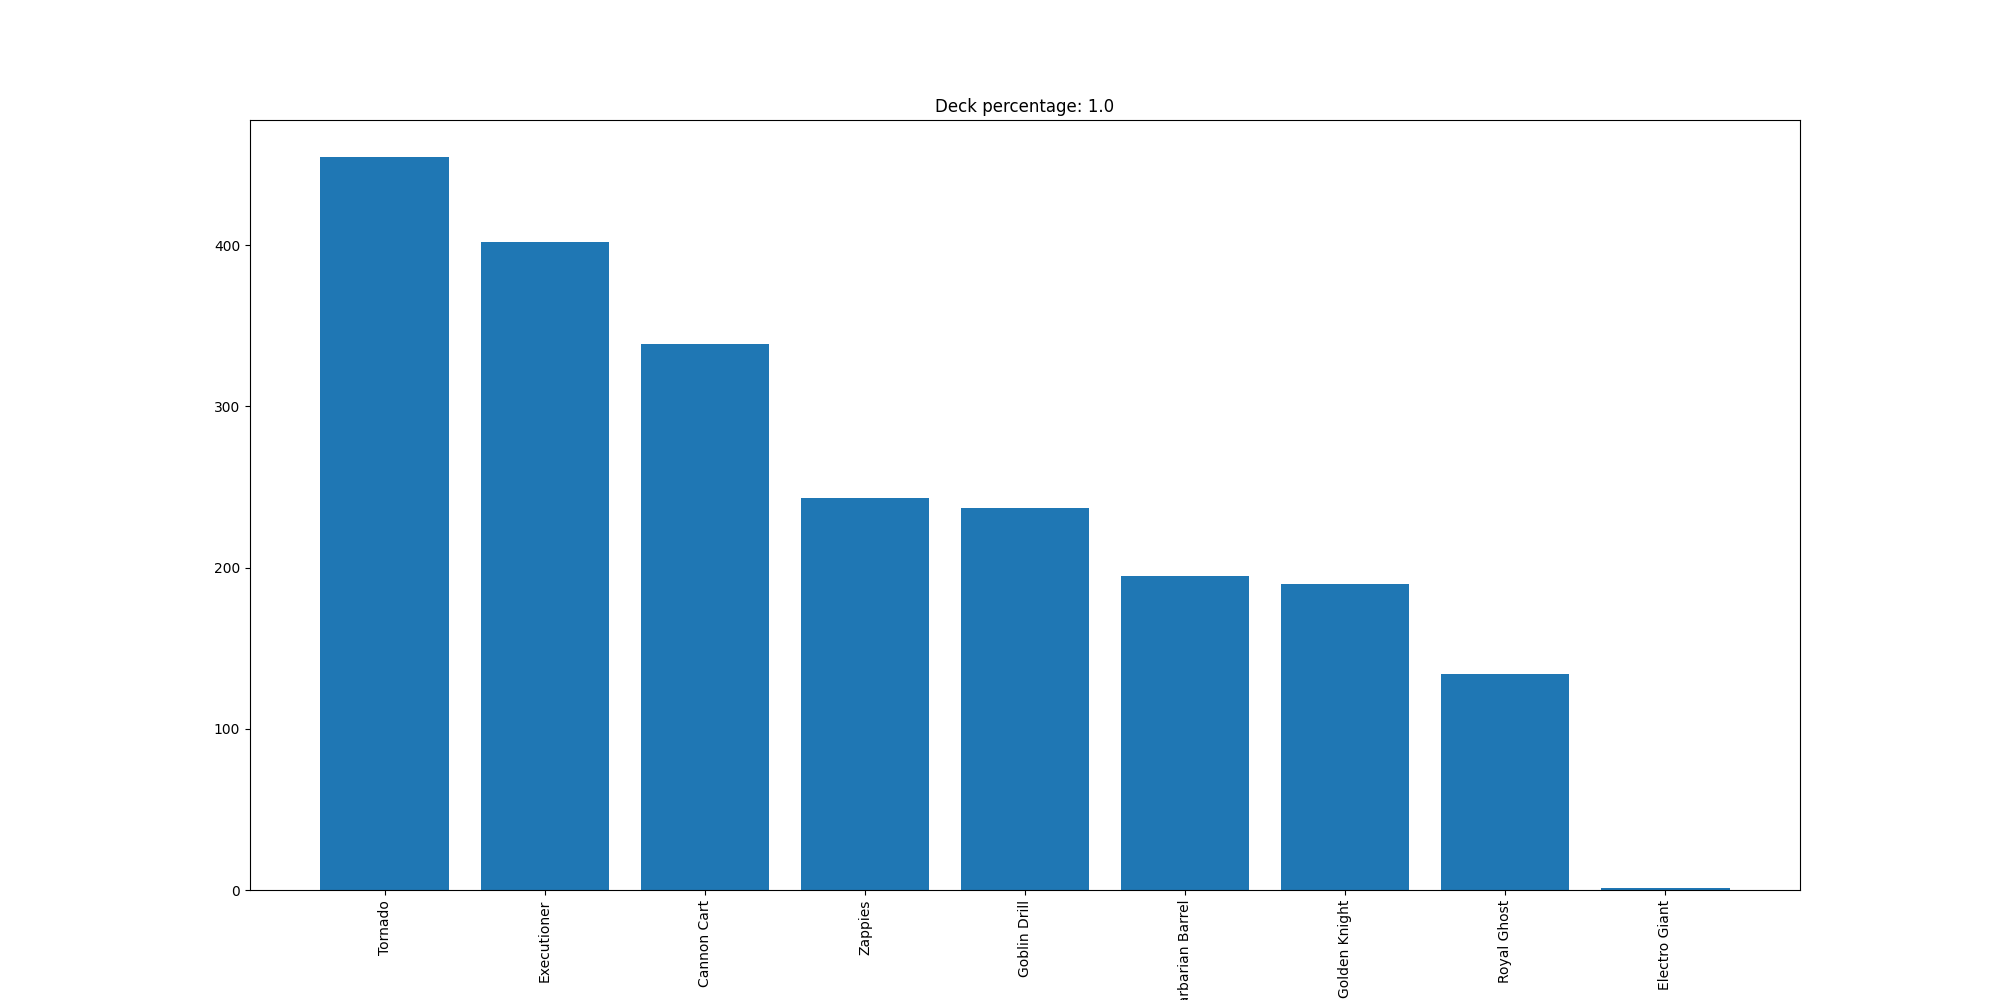 Deck percentage: 1.0
400
300
200
100
0
Tornado
Executioner
Cannon Cart
Zappies
Goblin Drill
arbarian Barrel
Golden Knight
Royal Ghost
Electro Giant